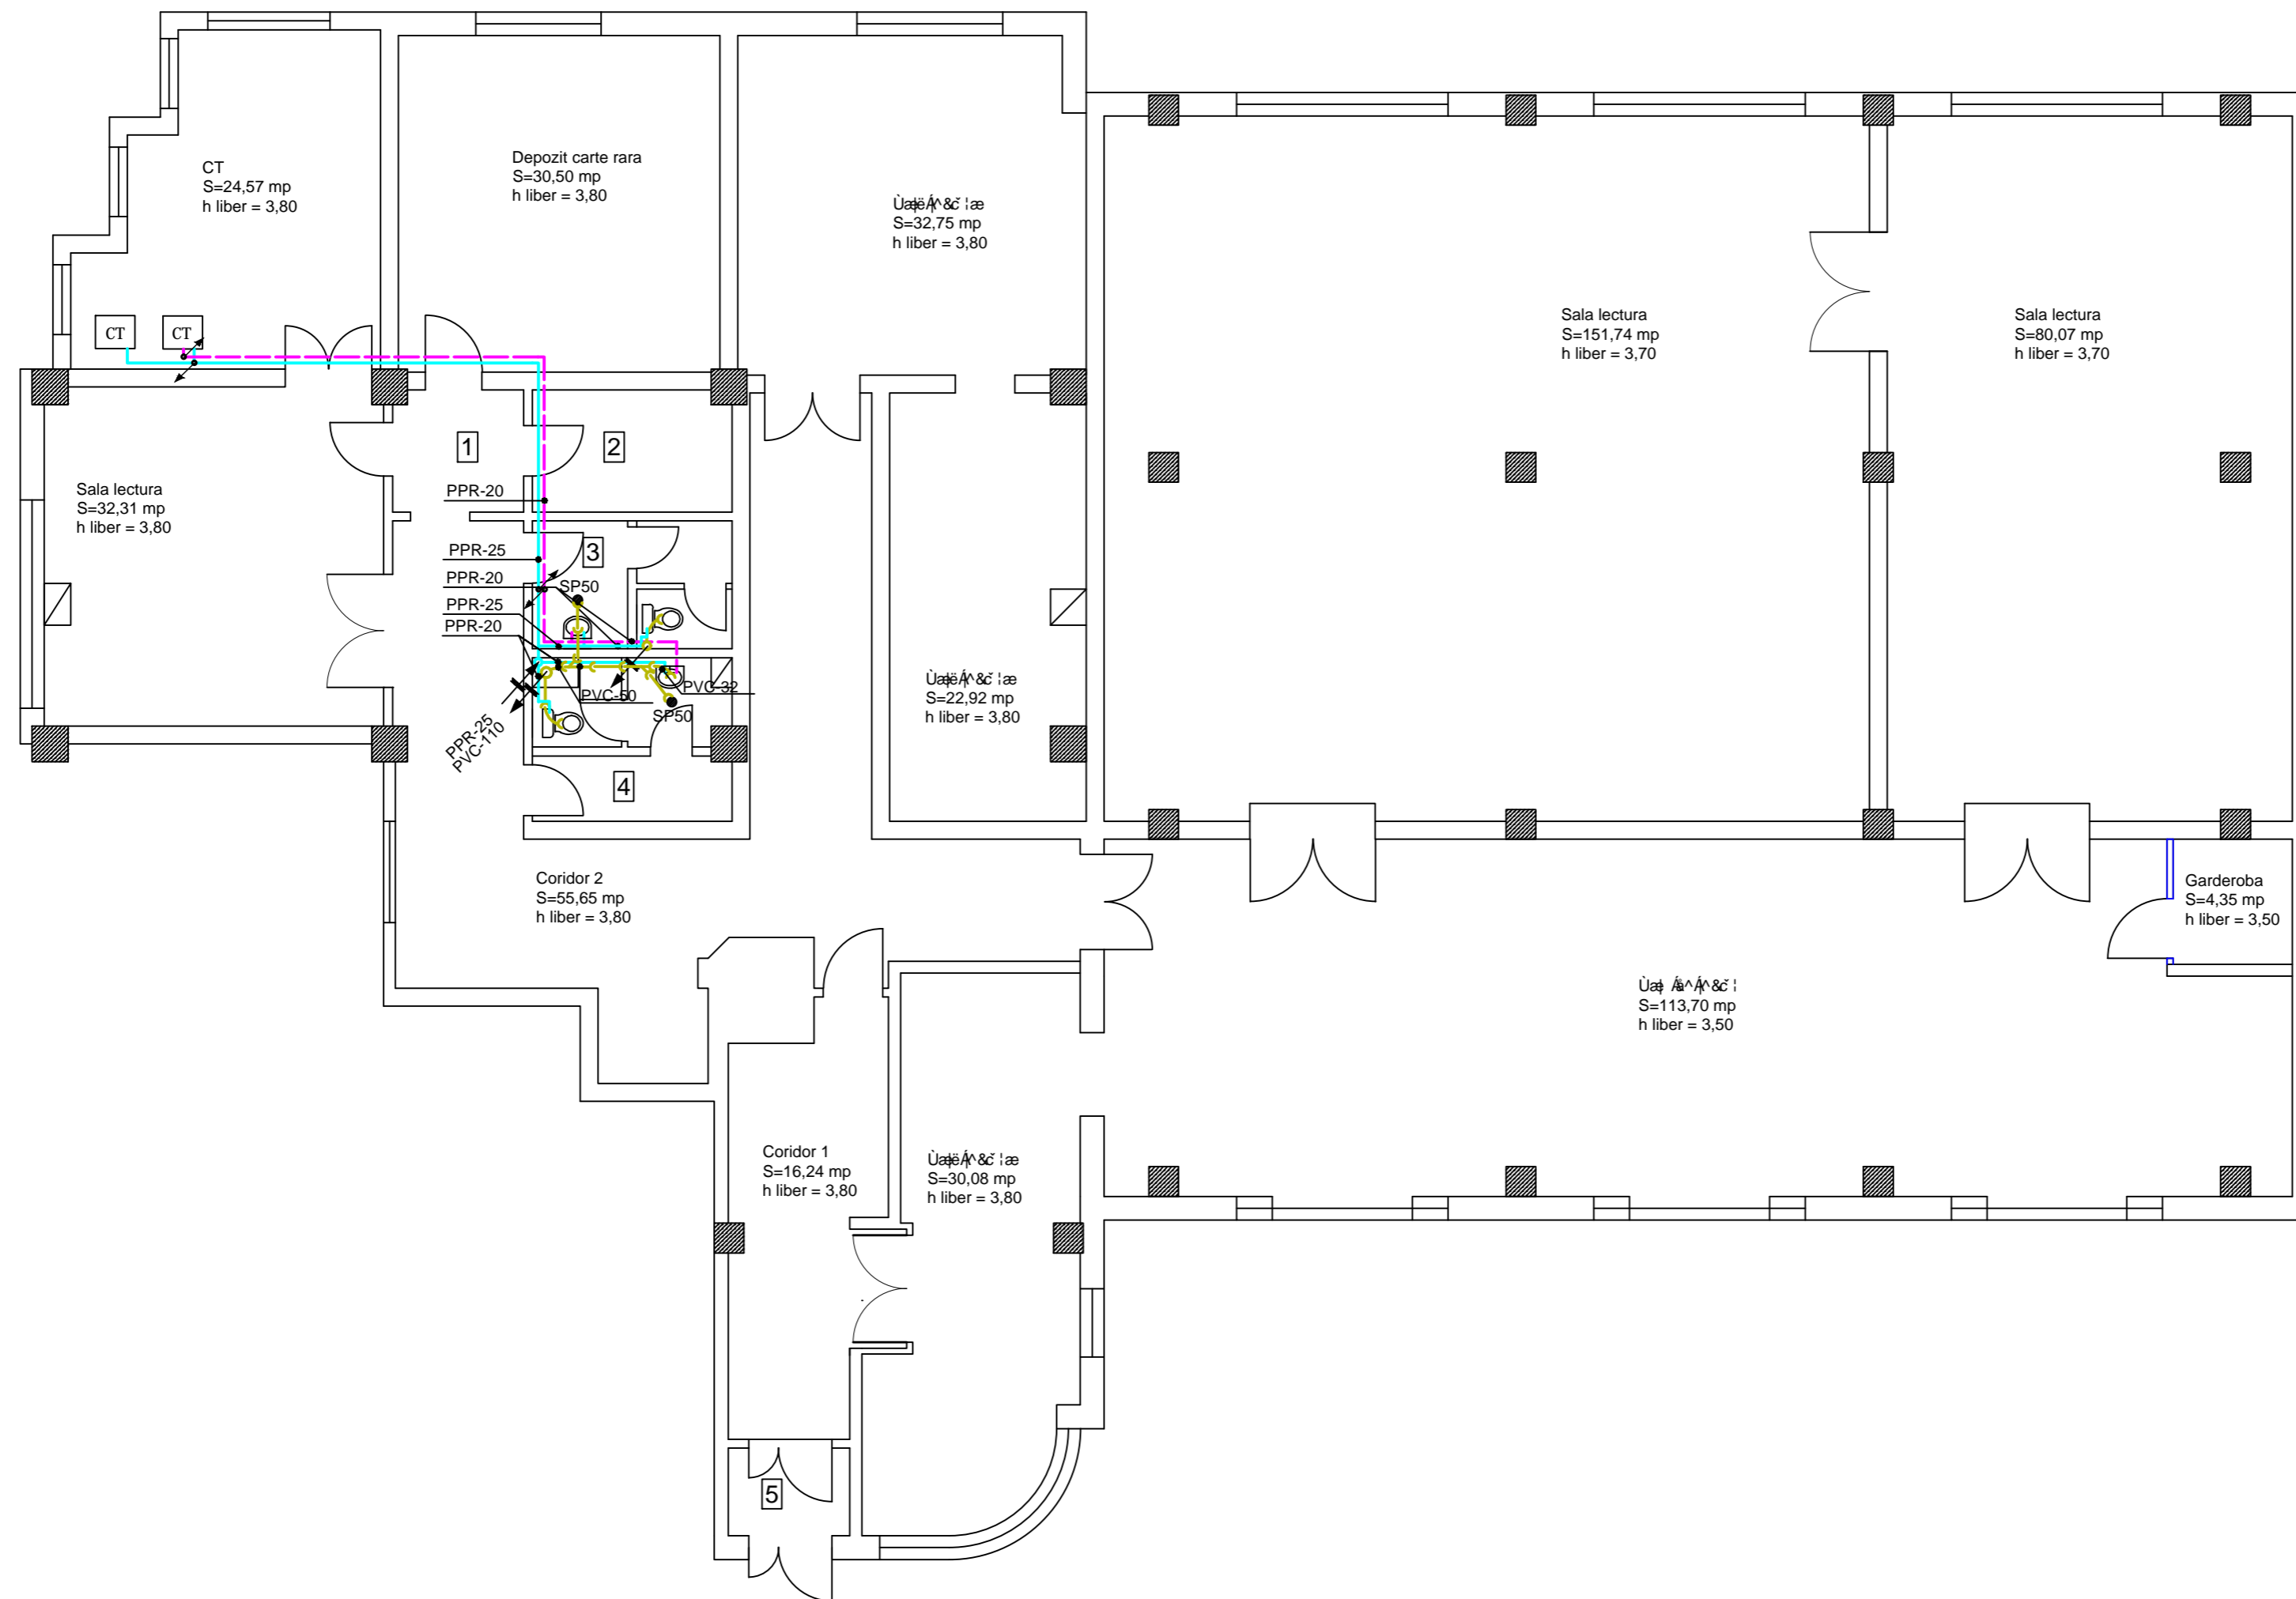 CT
S=24,57 mp
h liber = 3,80
Depozit carte rara
S=30,50 mp
h liber = 3,80
S=32,75 mp
h liber = 3,80
Sala lectura
S=151,74 mp
h liber = 3,70
Sala lectura
S=80,07 mp
h liber = 3,70
CT
CT
1
2
Sala lectura
S=32,31 mp
h liber = 3,80
PPR-20
3
PPR-25
PPR-20
SP50
PPR-25
PPR-20
PVC-50
PVC-32
SP50
PPR-25
PVC-110
S=22,92 mp
h liber = 3,80
4
Coridor 2
S=55,65 mp
h liber = 3,80
Garderoba
S=4,35 mp
h liber = 3,50
S=113,70 mp
h liber = 3,50
Coridor 1
S=16,24 mp
h liber = 3,80
S=30,08 mp
h liber = 3,80
5